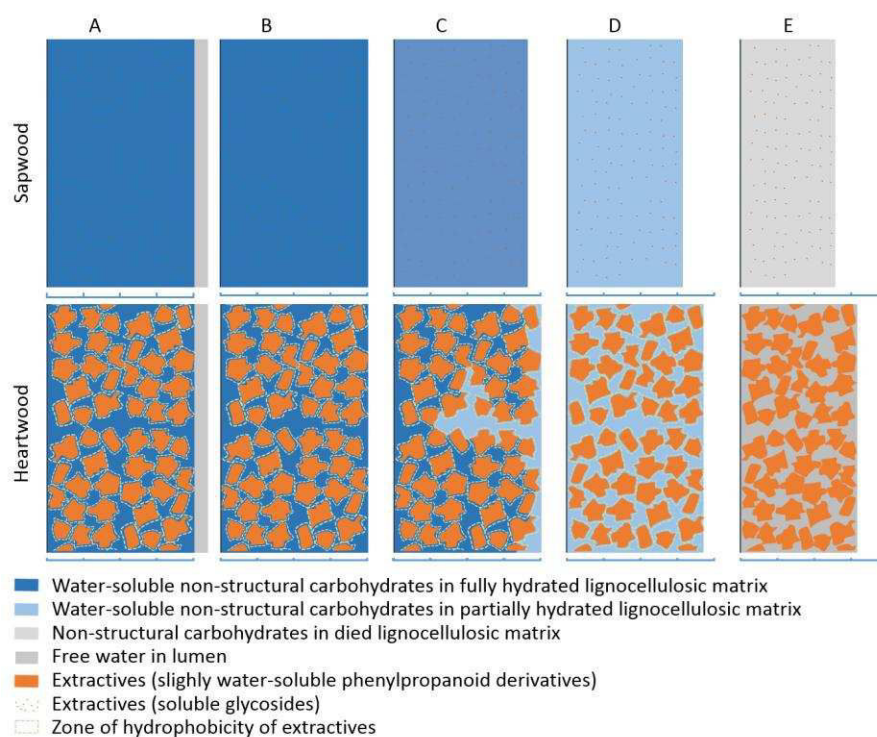 A B C D E
Sapwood
Heartwood
Water-soluble non-structural carbohydrates in fully hydrated lignocellulosic matrix
Water-soluble non-structural carbohydrates in partially hydrated lignocellulosic matrix
Non-structural carbohydrates in died lignocellulosic matrix
Free water in lumen
Extractives (slighly water-soluble phenylpropanoid derivatives)
Extractives (soluble glycosides)
Zone of hydrophobicity of extractives